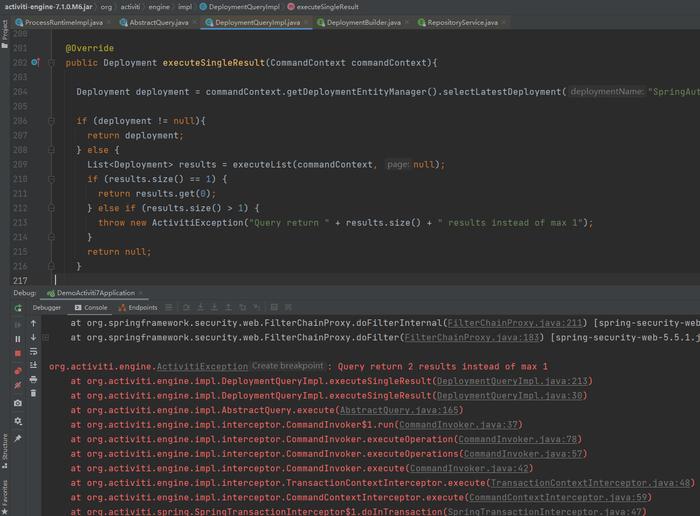 activiti-engine-7.1.0.M6.jar › org › activiti › engine › impl › DeploymentQueryImpl › executeSingleResult
ProcessRuntimeImpl.java × AbstractQuery.java × DeploymentQueryImpl.java × DeploymentBuilder.java × RepositoryService.java ×
Project
200
201 @Override
202 public Deployment executeSingleResult(CommandContext commandContext){
203
204 Deployment deployment = commandContext.getDeploymentEntityManager().selectLatestDeployment( deploymentName: "SpringAut
206 if (deployment != null){
207 return deployment;
208 } else {
209 List<Deployment> results = executeList(commandContext, page: null);
210 if (results.size() == 1) {
211 return results.get(0);
212 } else if (results.size() > 1) {
213 throw new ActivitiException("Query return " + results.size() + " results instead of max 1");
214 }
215 return null;
216 }
217
Debug: DemoActiviti7Application ×
Debugger Console Endpoints
at org.springframework.security.web.FilterChainProxy.doFilterInternal(FilterChainProxy.java:211) [spring-security-web
at org.springframework.security.web.FilterChainProxy.doFilter(FilterChainProxy.java:183) [spring-security-web-5.5.1.j
org.activiti.engine.ActivitiException Create breakpoint : Query return 2 results instead of max 1
at org.activiti.engine.impl.DeploymentQueryImpl.executeSingleResult(DeploymentQueryImpl.java:213)
at org.activiti.engine.impl.DeploymentQueryImpl.executeSingleResult(DeploymentQueryImpl.java:30)
at org.activiti.engine.impl.AbstractQuery.execute(AbstractQuery.java:165)
at org.activiti.engine.impl.interceptor.CommandInvoker$1.run(CommandInvoker.java:37)
at org.activiti.engine.impl.interceptor.CommandInvoker.executeOperation(CommandInvoker.java:78)
at org.activiti.engine.impl.interceptor.CommandInvoker.executeOperations(CommandInvoker.java:57)
at org.activiti.engine.impl.interceptor.CommandInvoker.execute(CommandInvoker.java:42)
at org.activiti.engine.impl.interceptor.TransactionContextInterceptor.execute(TransactionContextInterceptor.java:48)
at org.activiti.engine.impl.interceptor.CommandContextInterceptor.execute(CommandContextInterceptor.java:59)
at org.activiti.spring.SpringTransactionInterceptor$1.doInTransaction(SpringTransactionInterceptor.java:47)
Structure
Favorites